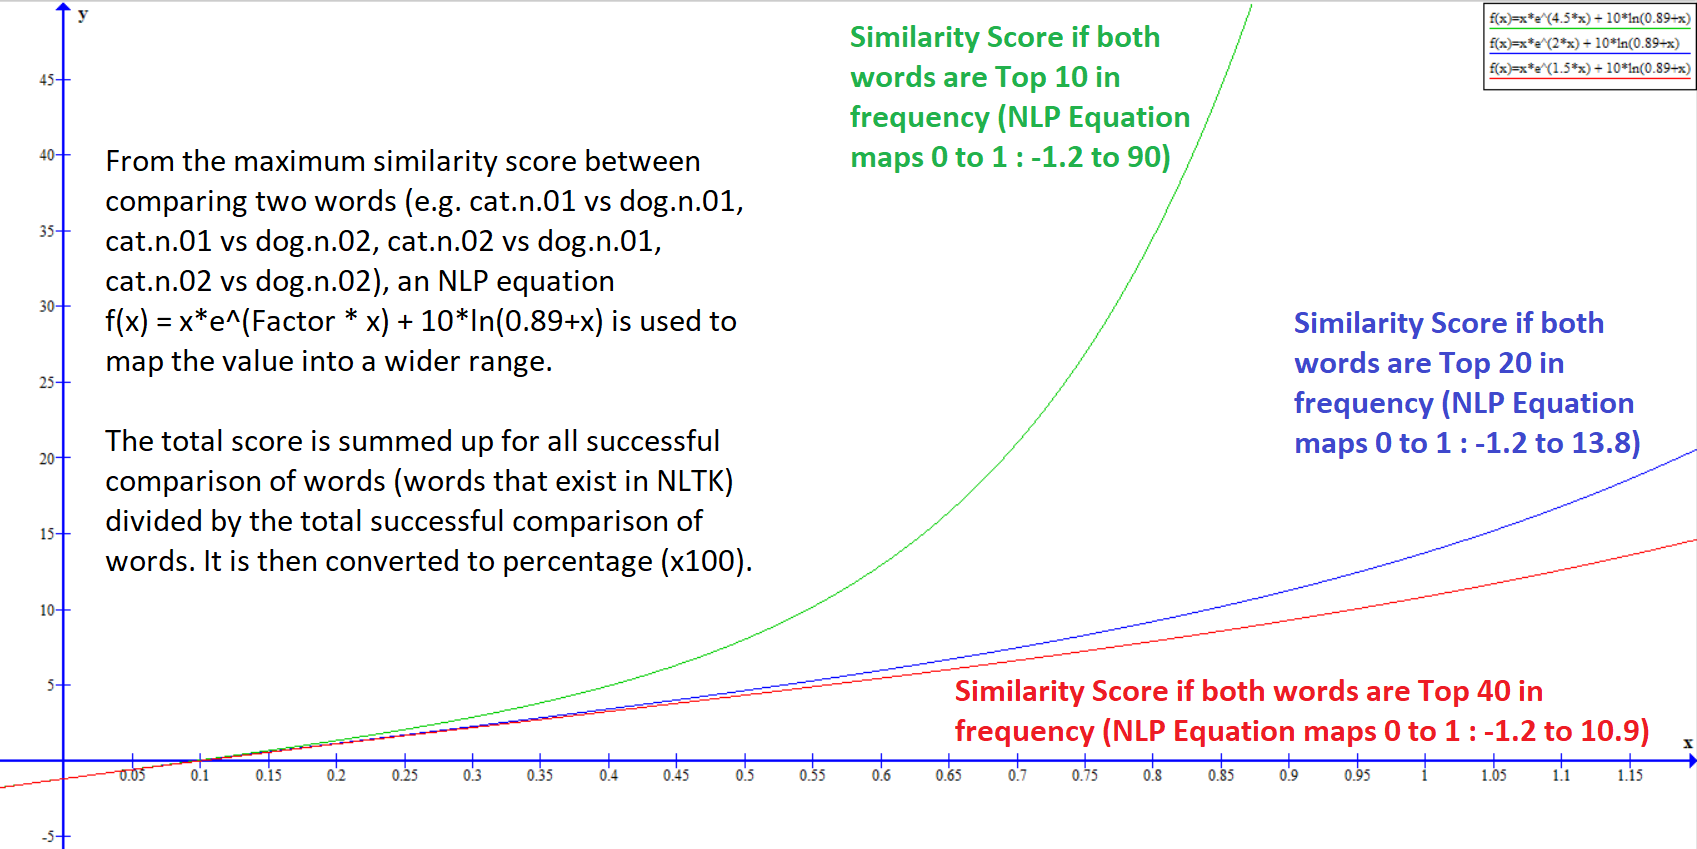 y
f(x)=x*e^(4.5*x) + 10*ln(0.89+x)
f(x)=x*e^(2*x) + 10*ln(0.89+x)
f(x)=x*e^(1.5*x) + 10*ln(0.89+x)
Similarity Score if both
words are Top 10 in
frequency (NLP Equation
maps 0 to 1 : -1.2 to 90)
From the maximum similarity score between
comparing two words (e.g. cat.n.01 vs dog.n.01,
cat.n.01 vs dog.n.02, cat.n.02 vs dog.n.01,
cat.n.02 vs dog.n.02), an NLP equation
f(x) = x*e^(Factor * x) + 10*ln(0.89+x) is used to
map the value into a wider range.
The total score is summed up for all successful
comparison of words (words that exist in NLTK)
divided by the total successful comparison of
words. It is then converted to percentage (x100).
Similarity Score if both
words are Top 20 in
frequency (NLP Equation
maps 0 to 1 : -1.2 to 13.8)
Similarity Score if both words are Top 40 in
frequency (NLP Equation maps 0 to 1 : -1.2 to 10.9)
45
40
35
30
25
20
15
10
5
-5
x
0.05 0.1 0.15 0.2 0.25 0.3 0.35 0.4 0.45 0.5 0.55 0.6 0.65 0.7 0.75 0.8 0.85 0.9 0.95 1 1.05 1.1 1.15